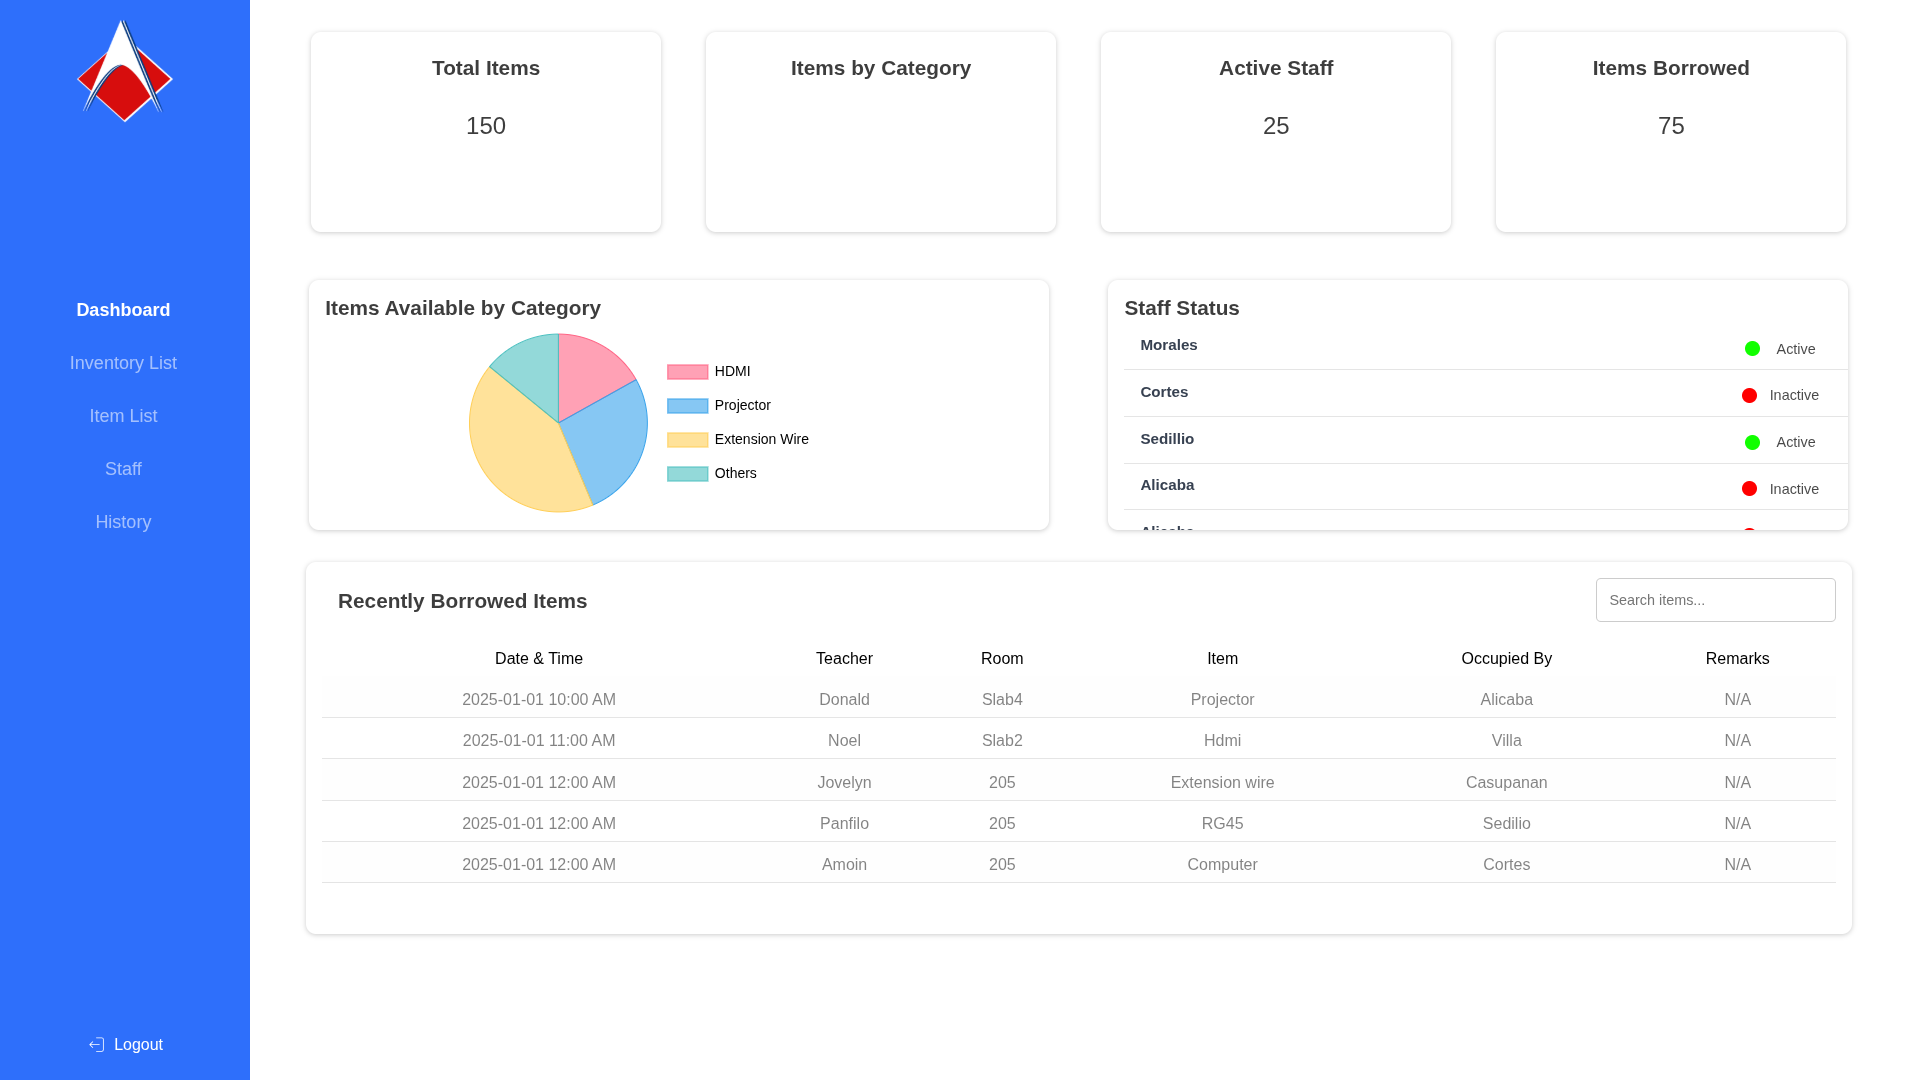 Total Items
150
Items by Category
Active Staff
25
Items Borrowed
75
Dashboard
Inventory List
Item List
Staff
History
Logout
Items Available by Category
HDMI
Projector
Extension Wire
Others
Staff Status
Morales Active
Cortes Inactive
Sedillio Active
Alicaba Inactive
Alicaba
Recently Borrowed Items
Search items...
Date & Time Teacher Room Item Occupied By Remarks
2025-01-01 10:00 AM Donald Slab4 Projector Alicaba N/A
2025-01-01 11:00 AM Noel Slab2 Hdmi Villa N/A
2025-01-01 12:00 AM Jovelyn 205 Extension wire Casupanan N/A
2025-01-01 12:00 AM Panfilo 205 RG45 Sedilio N/A
2025-01-01 12:00 AM Amoin 205 Computer Cortes N/A